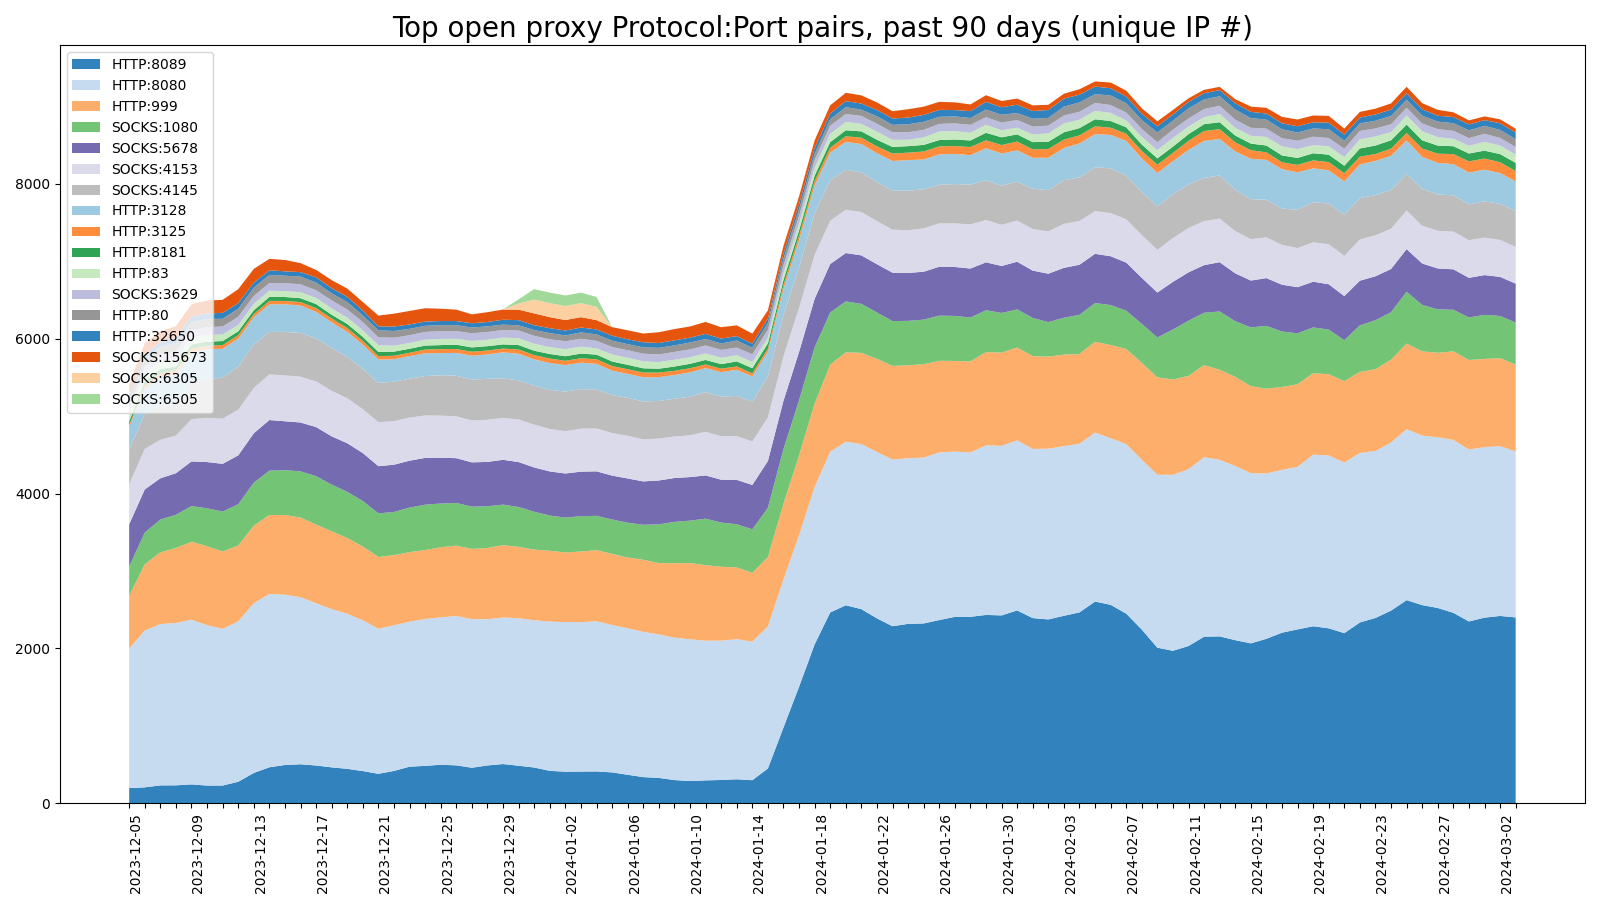 Top open proxy Protocol:Port pairs, past 90 days (unique IP #)
HTTP:8089
HTTP:8080
HTTP:999
SOCKS:1080
SOCKS:5678
SOCKS:4153
SOCKS:4145
HTTP:3128
HTTP:3125
HTTP:8181
HTTP:83
SOCKS:3629
HTTP:80
HTTP:32650
SOCKS:15673
SOCKS:6305
SOCKS:6505
8000
6000
4000
2000
0
2023-12-05
2023-12-09
2023-12-13
2023-12-17
2023-12-21
2023-12-25
2023-12-29
2024-01-02
2024-01-06
2024-01-10
2024-01-14
2024-01-18
2024-01-22
2024-01-26
2024-01-30
2024-02-03
2024-02-07
2024-02-11
2024-02-15
2024-02-19
2024-02-23
2024-02-27
2024-03-02